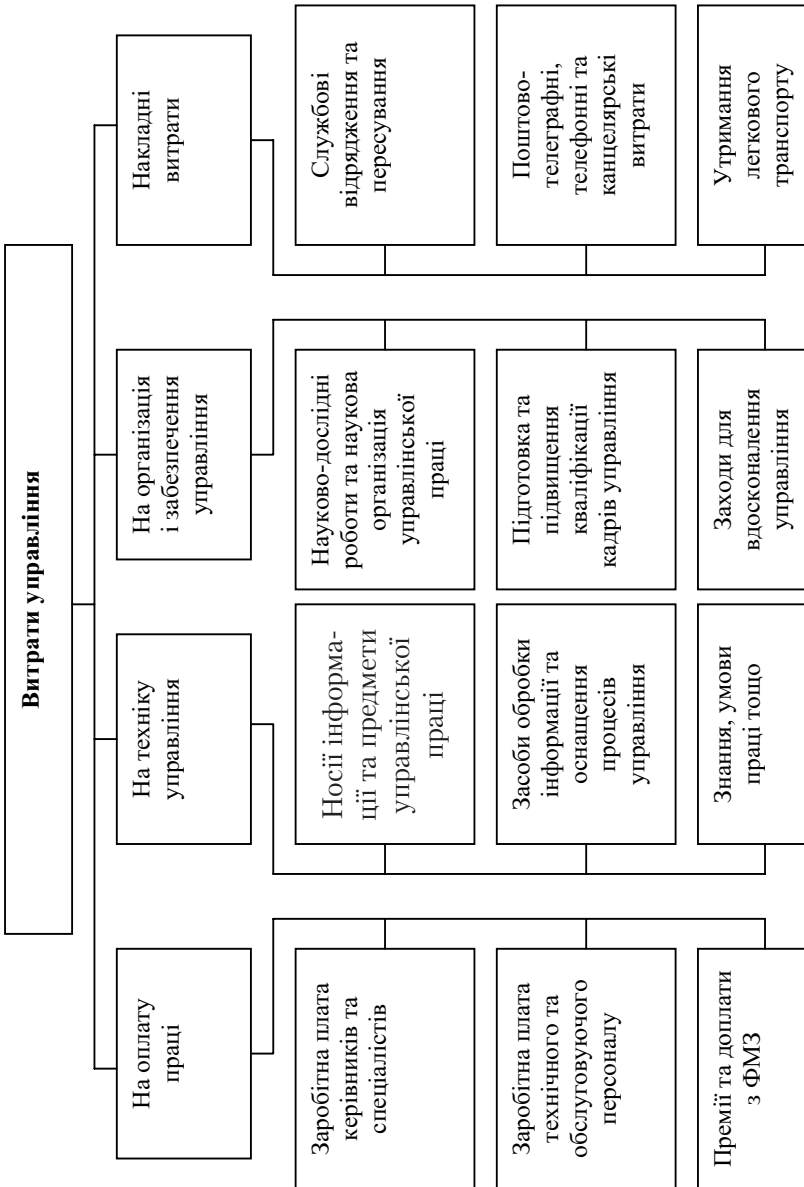 Витрати управління
На оплату
праці
Заробітна плата
керівників та
спеціалістів
Заробітна плата
технічного та
обслуговуючого
персоналу
Премії та доплати
з ФМЗ
На техніку
управління
Носії інформа-
ції та предмети
управлінської
праці
Засоби обробки
інформації та
оснащення
процесів
управління
Знання, умови
праці тощо
На організація
і забезпечення
управління
Науково-дослідні
роботи та наукова
організація
управлінської
праці
Підготовка та
підвищення
кваліфікації
кадрів управління
Заходи для
вдосконалення
управління
Накладні
витрати
Службові
відрядження та
пересування
Поштово-
телеграфні,
телефонні та
канцелярські
витрати
Утримання
легкового
транспорту